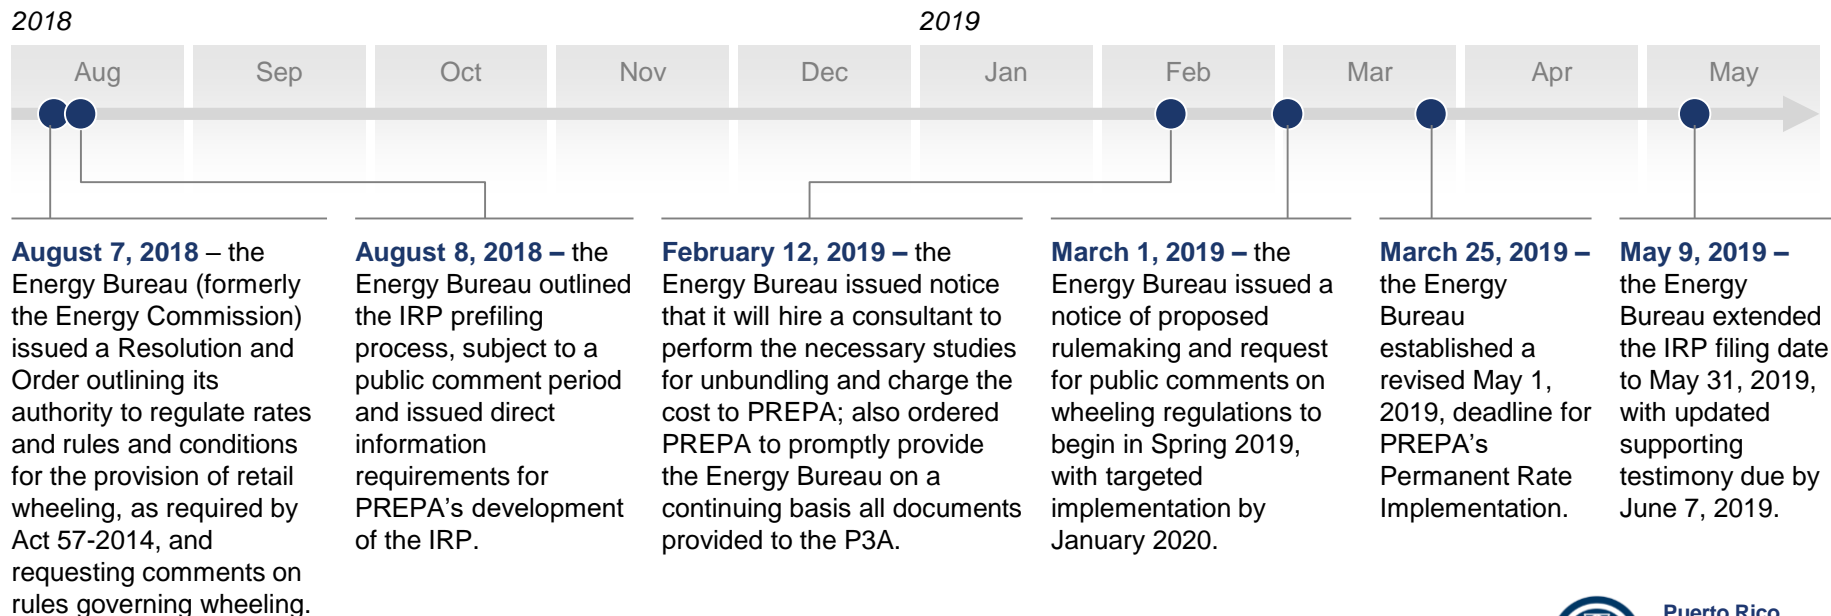 2018
2019
Aug
Sep
Oct
Nov
Dec
Jan
Feb
Mar
Apr
May
August 7, 2018 – the
Energy Bureau (formerly
the Energy Commission)
issued a Resolution and
Order outlining its
authority to regulate rates
and rules and conditions
for the provision of retail
wheeling, as required by
Act 57-2014, and
requesting comments on
rules governing wheeling.
August 8, 2018 – the
Energy Bureau outlined
the IRP prefiling
process, subject to a
public comment period
and issued direct
information
requirements for
PREPA’s development
of the IRP.
February 12, 2019 – the
Energy Bureau issued notice
that it will hire a consultant to
perform the necessary studies
for unbundling and charge the
cost to PREPA; also ordered
PREPA to promptly provide
the Energy Bureau on a
continuing basis all documents
provided to the P3A.
March 1, 2019 – the
Energy Bureau issued a
notice of proposed
rulemaking and request
for public comments on
wheeling regulations to
begin in Spring 2019,
with targeted
implementation by
January 2020.
March 25, 2019 –
the Energy
Bureau
established a
revised May 1,
2019, deadline for
PREPA’s
Permanent Rate
Implementation.
May 9, 2019 –
the Energy
Bureau extended
the IRP filing date
to May 31, 2019,
with updated
supporting
testimony due by
June 7, 2019.
Puerto Rico